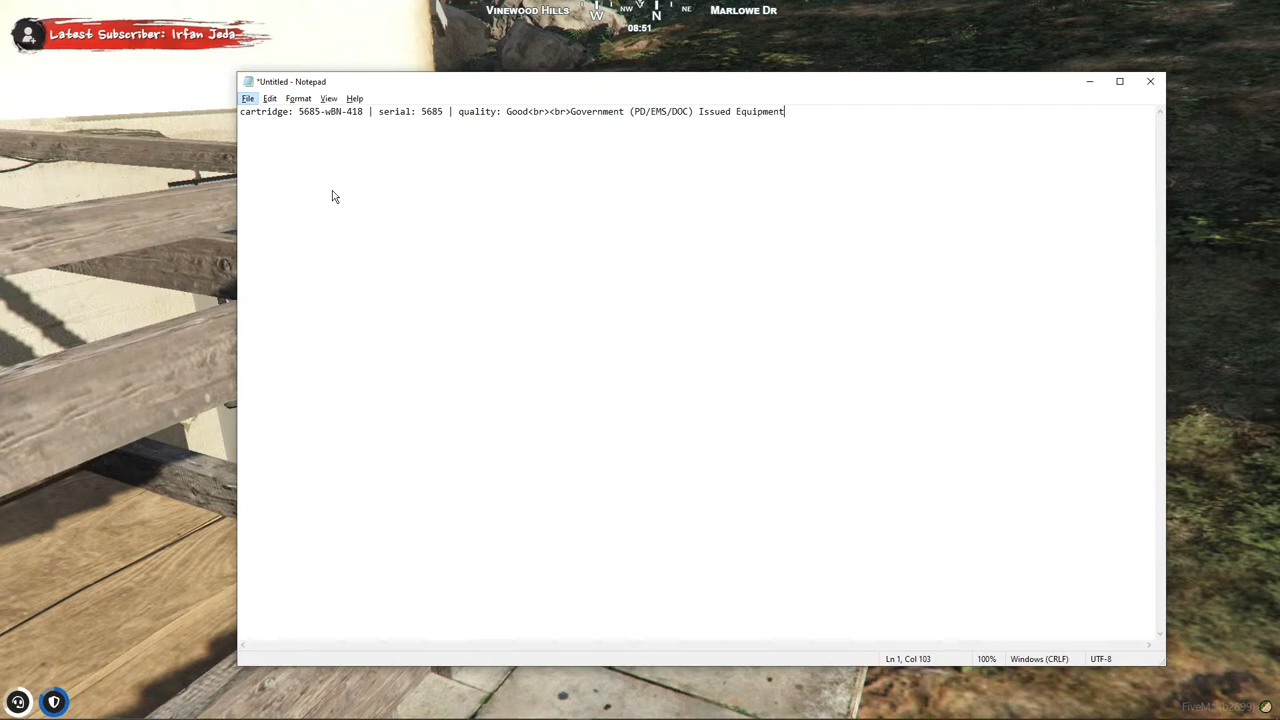 VINEWOOD HILLS
NW
NE
MARLOWE DR
W
N
08:51
Latest Subscriber: Irfan Jeda
*Untitled - Notepad
File Edit Format View Help
cartridge: 5685-wBN-418 | serial: 5685 | quality: Good<br><br>Government (PD/EMS/DOC) Issued Equipment
Ln 1, Col 103
100%
Windows (CRLF)
UTF-8